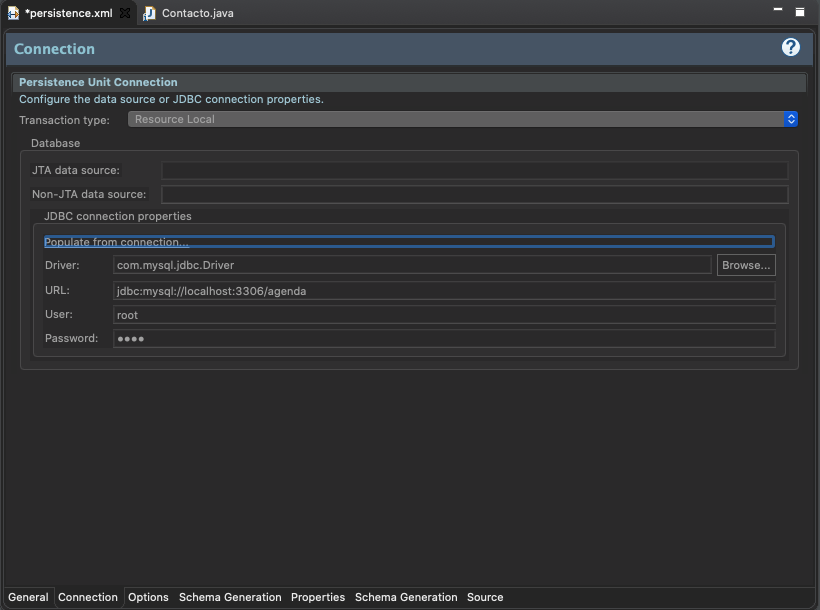 *persistence.xml Contacto.java
Connection
?
Persistence Unit Connection
Configure the data source or JDBC connection properties.
Transaction type: Resource Local
Database
JTA data source:
Non-JTA data source:
JDBC connection properties
Populate from connection...
Driver: com.mysql.jdbc.Driver Browse...
URL: jdbc:mysql://localhost:3306/agenda
User: root
Password: ●●●●
General Connection Options Schema Generation Properties Schema Generation Source